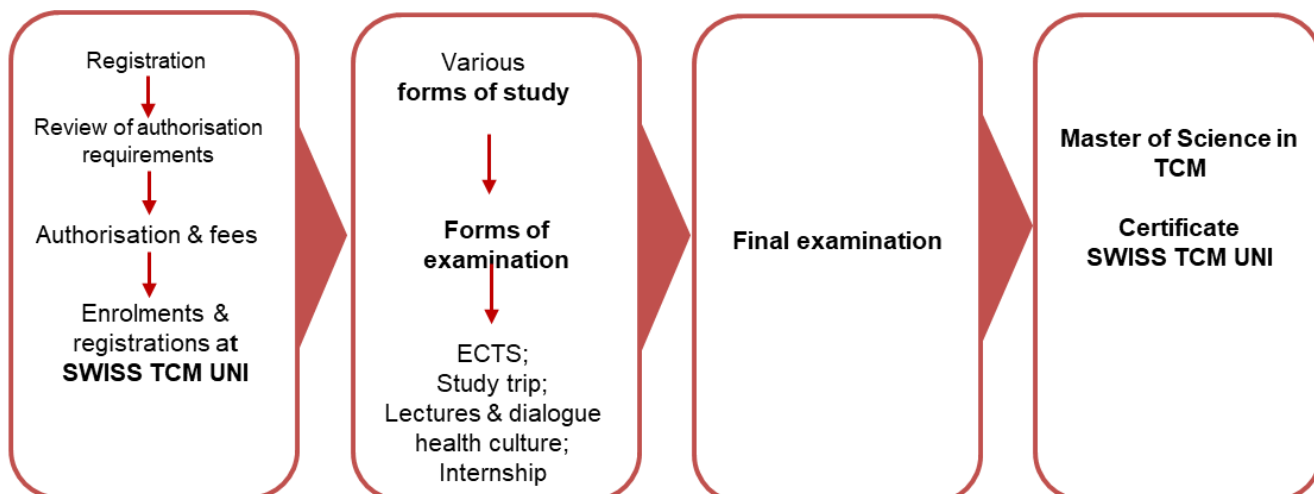 Registration
Review of authorisation
requirements
Authorisation & fees
Enrolments &
registrations at
SWISS TCM UNI
Various
forms of study
Forms of
examination
ECTS;
Study trip;
Lectures & dialogue
health culture;
Internship
Final examination
Master of Science in
TCM
Certificate
SWISS TCM UNI